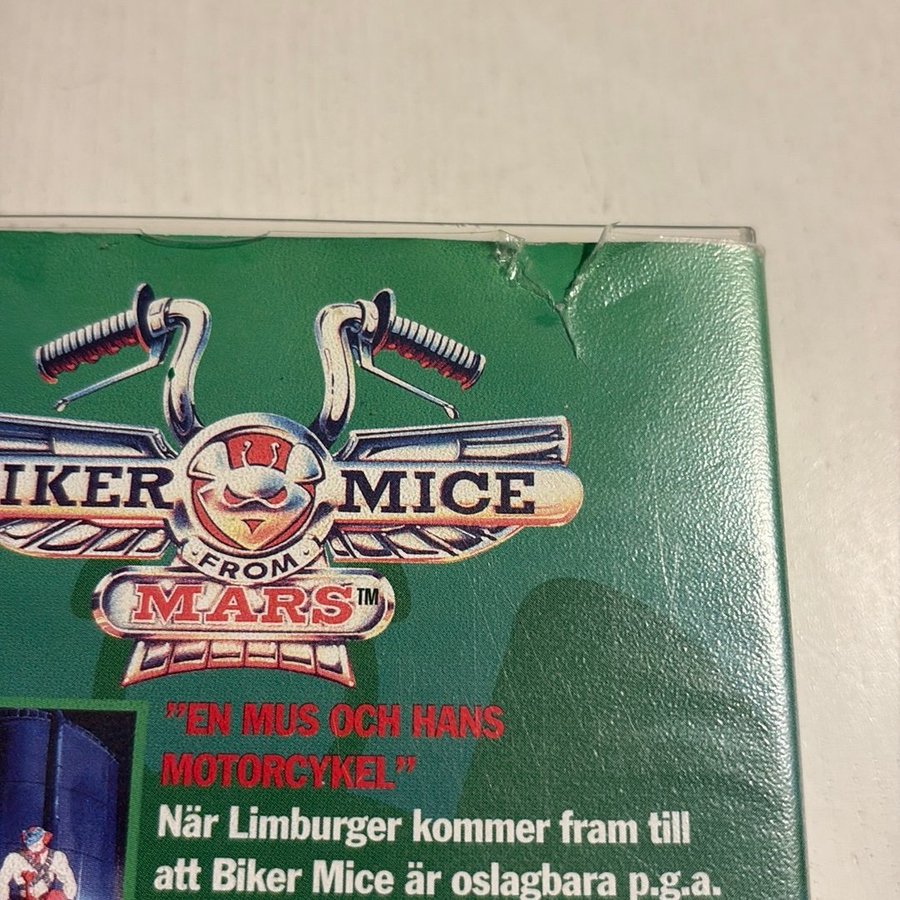 IKER MICE
FROM
MARS™
"EN MUS OCH HANS
MOTORCYKEL"
När Limburger kommer fram till
att Biker Mice är oslagbara p.g.a.